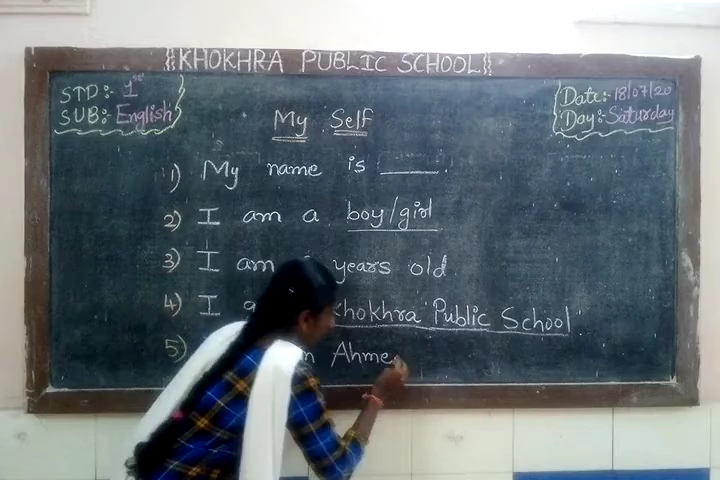 KHOKHRA PUBLIC SCHOOL
STD:- 1st
SUB:- English
Date:- 18/07/20
Day:- Saturday
My Self
1) My name is ____.
2) I am a boy/girl
3) I am years old
4) I Khokhra Public School
5)